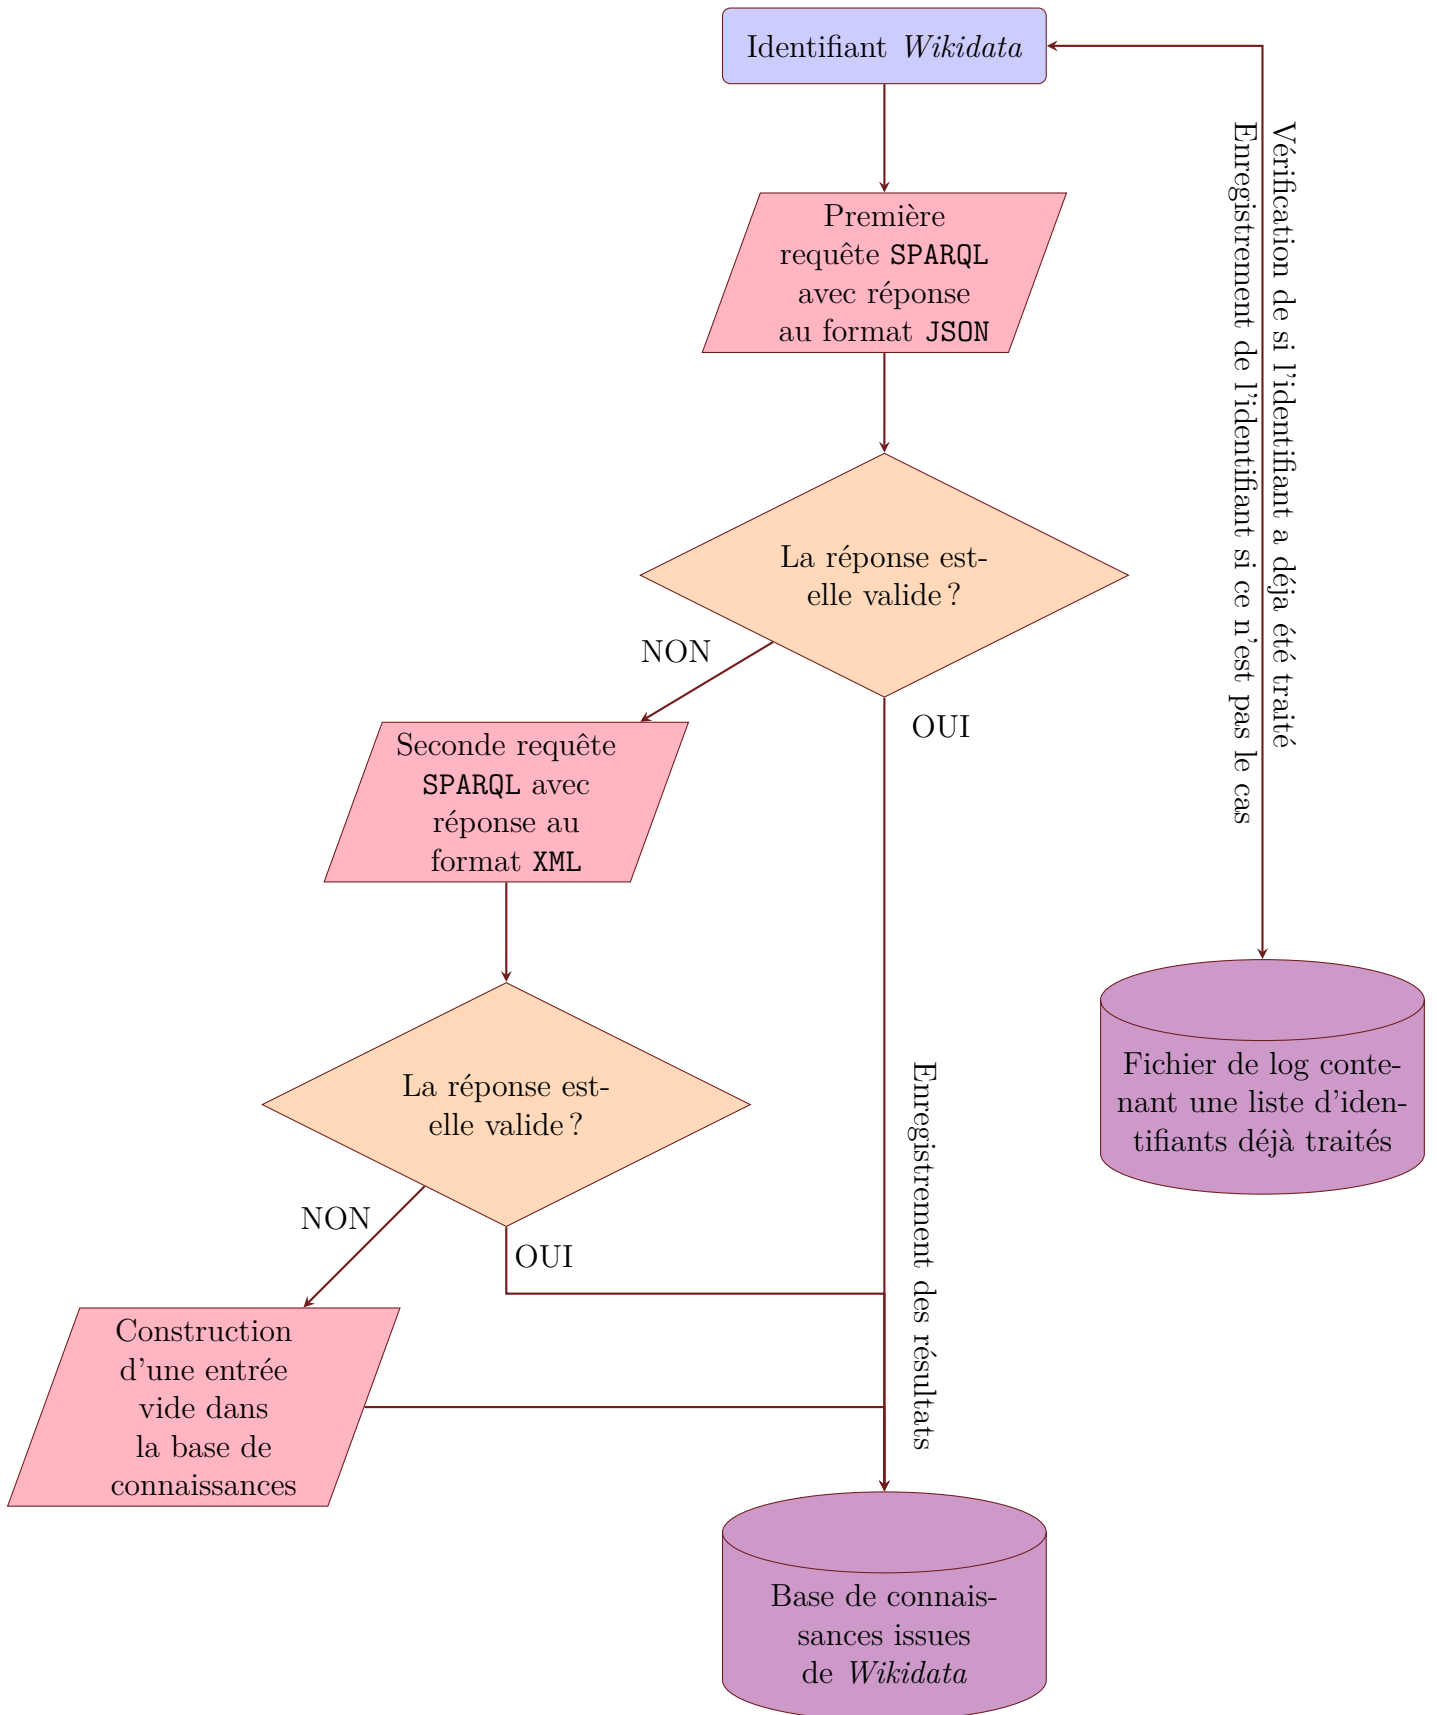 Identifiant Wikidata
Vérification de si l'identifiant a déja été traité
Enregistrement de l'identifiant si ce n'est pas le cas
Première
requête SPARQL
avec réponse
au format JSON
La réponse est-
elle valide ?
NON
OUI
Seconde requête
SPARQL avec
réponse au
format XML
Fichier de log conte-
nant une liste d'iden-
tifiants déjà traités
La réponse est-
elle valide ?
NON
OUI
Enregistrement des résultats
Construction
d'une entrée
vide dans
la base de
connaissances
Base de connais-
sances issues
de Wikidata